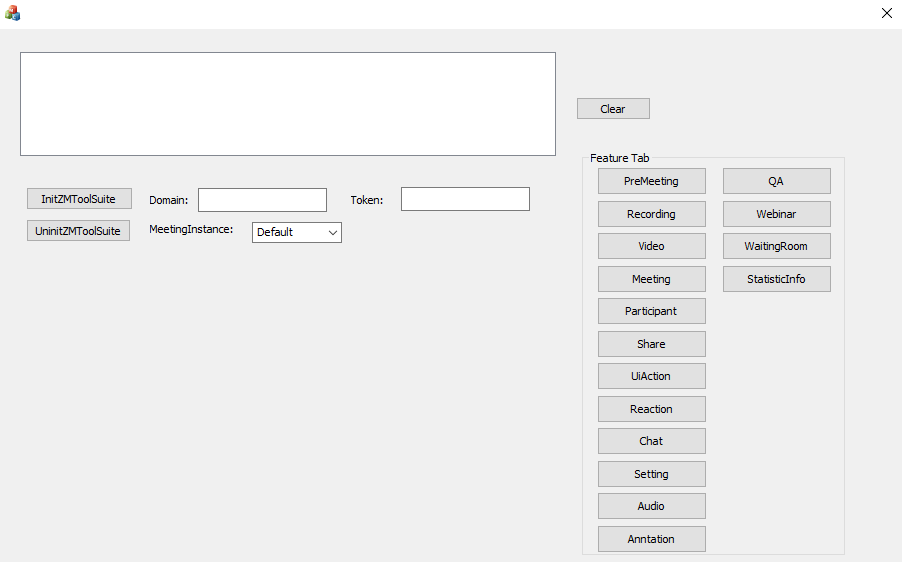 Clear
InitZMToolSuite
Domain:
Token:
UninitZMToolSuite
MeetingInstance:
Default
Feature Tab
PreMeeting
QA
Recording
Webinar
Video
WaitingRoom
Meeting
StatisticInfo
Participant
Share
UiAction
Reaction
Chat
Setting
Audio
Anntation